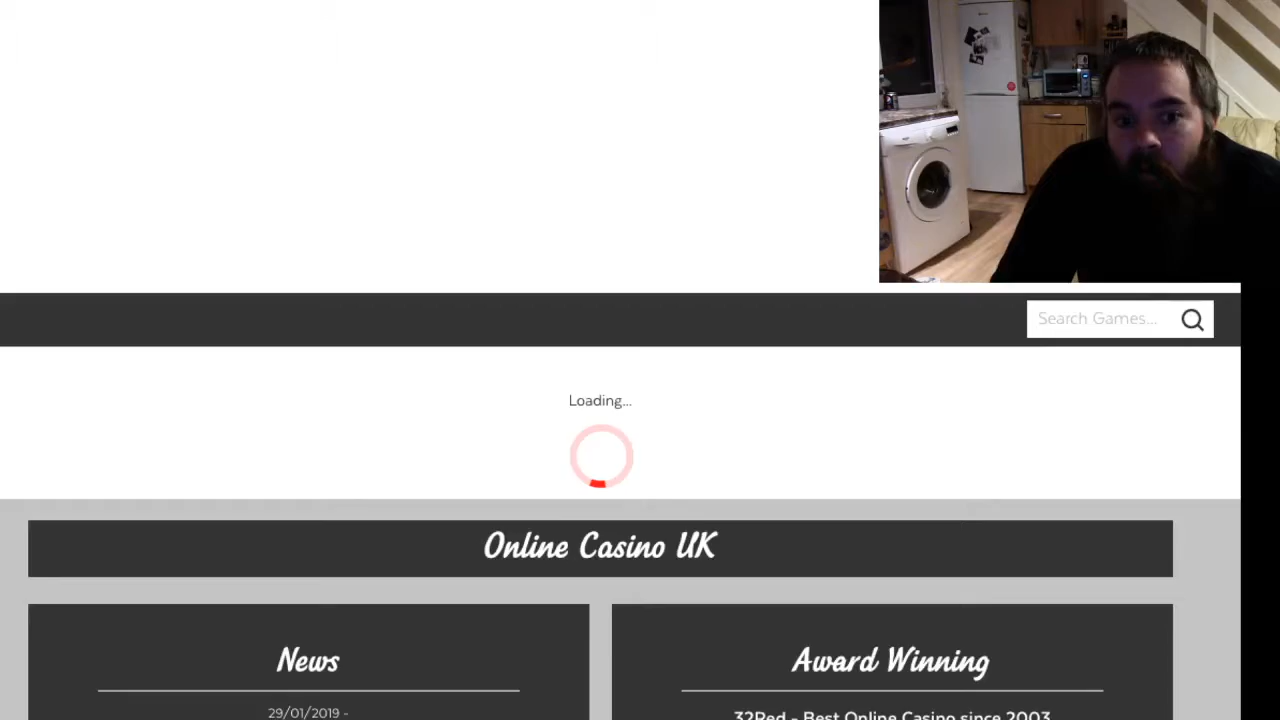 Search Games...
Loading...
Online Casino UK
News
Award Winning
29/01/2019 -
32Red - Best Online Casino since 2003